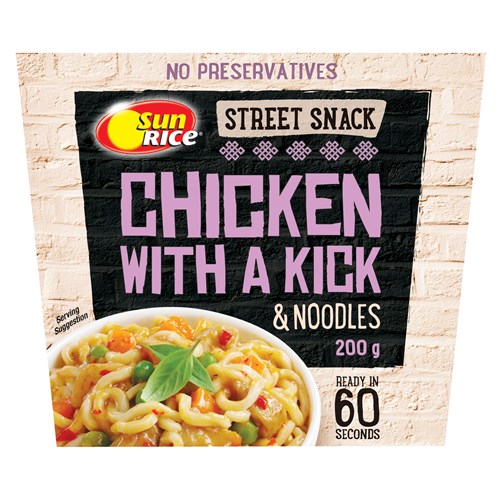 NO PRESERVATIVES
Sun
RICE®
STREET SNACK
CHICKEN
WITH A KICK
& NOODLES
200 g
Serving
Suggestion
READY IN
60
SECONDS